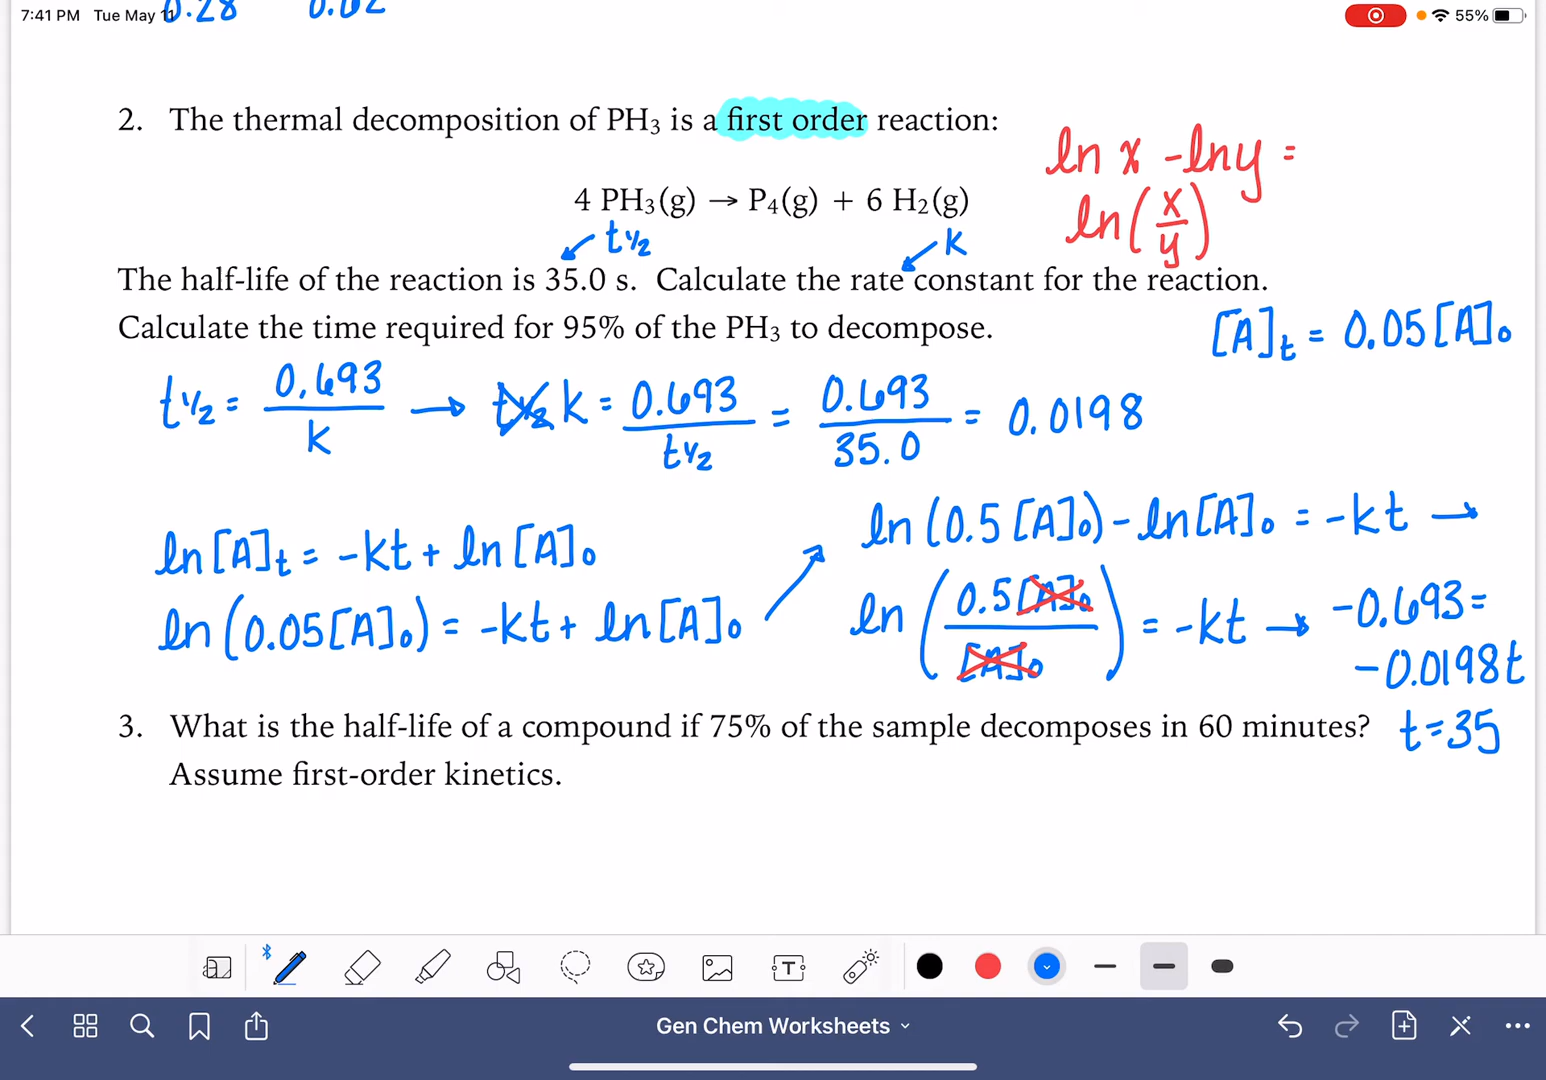 7:41 PM Tue May 11
0.28 0.02
55%
2. The thermal decomposition of PH₃ is a first order reaction:
ln x - ln y =
ln(x/y)
4 PH₃(g) → P₄(g) + 6 H₂(g)
t½
k
The half-life of the reaction is 35.0 s. Calculate the rate constant for the reaction.
Calculate the time required for 95% of the PH₃ to decompose.
[A]t = 0.05[A]₀
t½ = 0.693/k → t½ k = 0.693/t½ = 0.693/35.0 = 0.0198
ln[A]t = -kt + ln[A]₀
ln(0.05[A]₀) = -kt + ln[A]₀
ln(0.5[A]₀) - ln[A]₀ = -kt →
ln(0.5[A]₀/[A]₀) = -kt → -0.693 =
-0.0198t
t = 35
3. What is the half-life of a compound if 75% of the sample decomposes in 60 minutes?
Assume first-order kinetics.
a
T
Gen Chem Worksheets